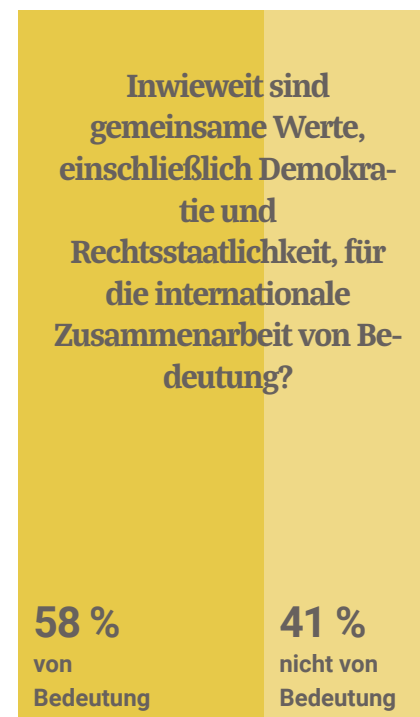 Inwieweit sind
gemeinsame Werte,
einschließlich Demokra-
tie und
Rechtsstaatlichkeit, für
die internationale
Zusammenarbeit von Be-
deutung?
58 %
von
Bedeutung
41 %
nicht von
Bedeutung